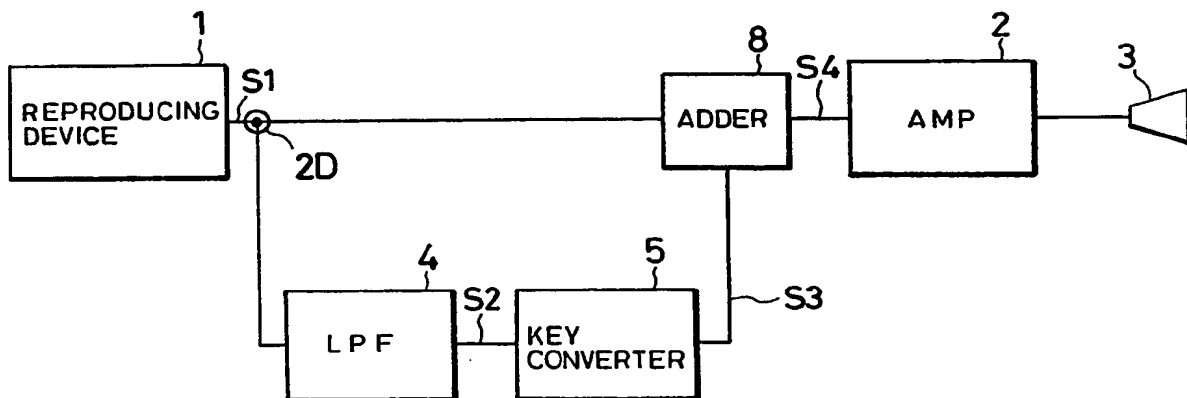 1
REPRODUCING
DEVICE
S1
2D
8
ADDER
S4
2
AMP
3
4
LPF
S2
5
KEY
CONVERTER
S3